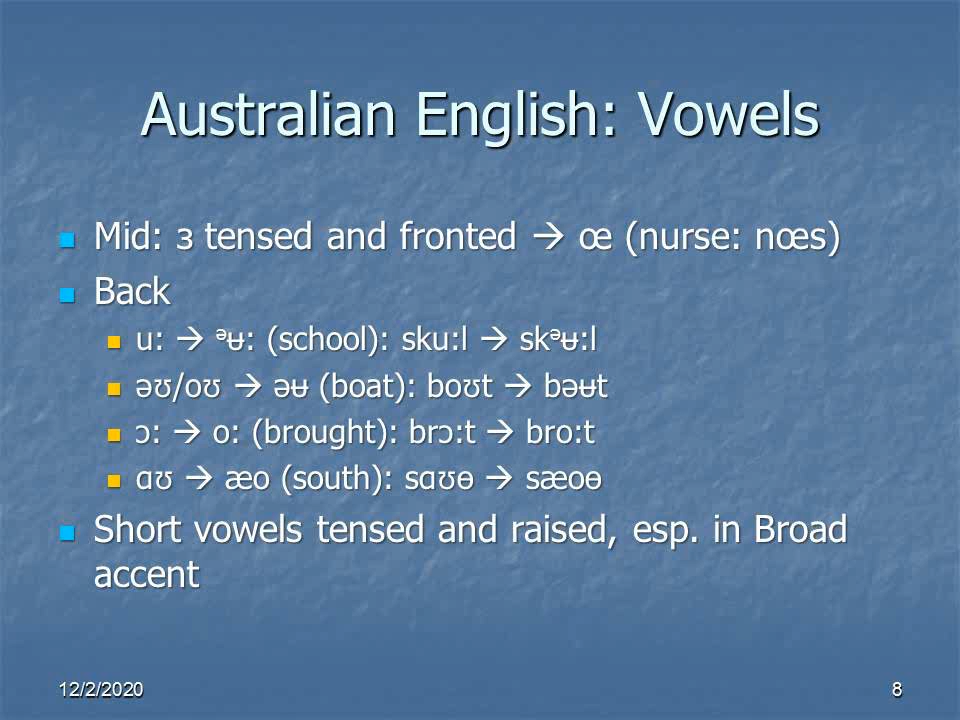 Australian English: Vowels
Mid: ɜ tensed and fronted → œ (nurse: nœs)
Back
u: → ᵊʉ: (school): sku:l → skᵊʉ:l
əʊ/oʊ → əʉ (boat): boʊt → bəʉt
ɔ: → o: (brought): brɔ:t → bro:t
ɑʊ → æo (south): sɑʊɵ → sæoɵ
Short vowels tensed and raised, esp. in Broad
accent
12/2/2020 8